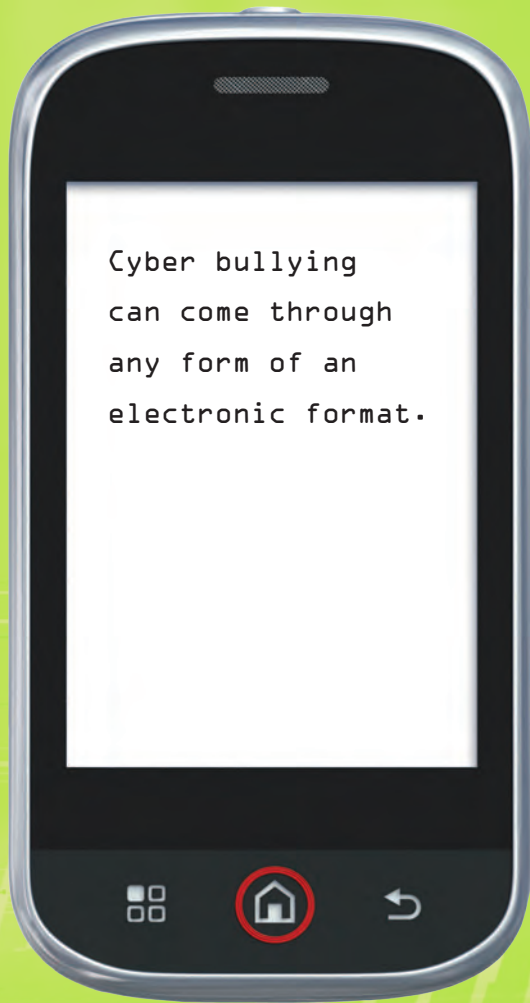 Cyber bullying
can come through
any form of an
electronic format.